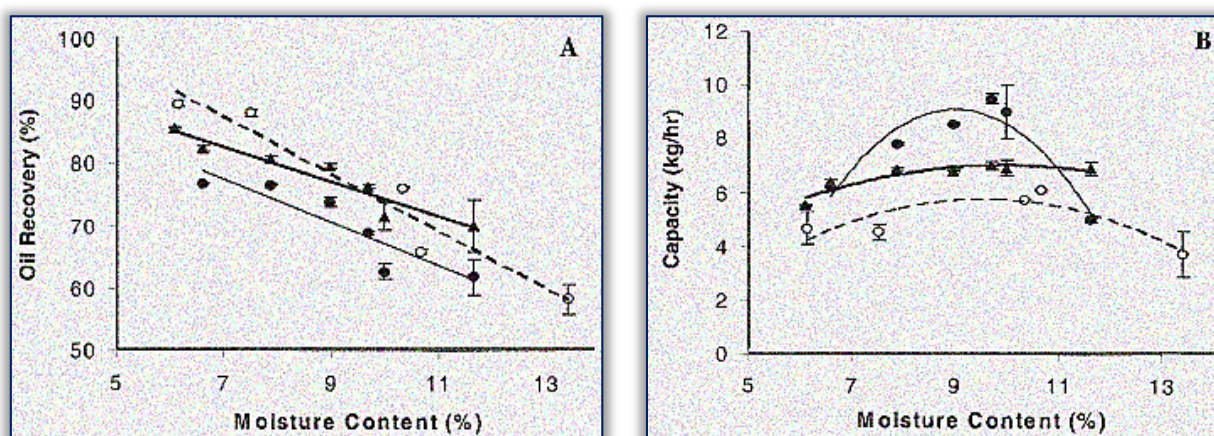 A
Oil Recovery (%)
100
90
80
70
60
50
5 7 9 11 13
Moisture Content (%)
B
Capacity (kg/hr)
12
10
8
6
4
2
0
5 7 9 11 13
Moisture Content (%)